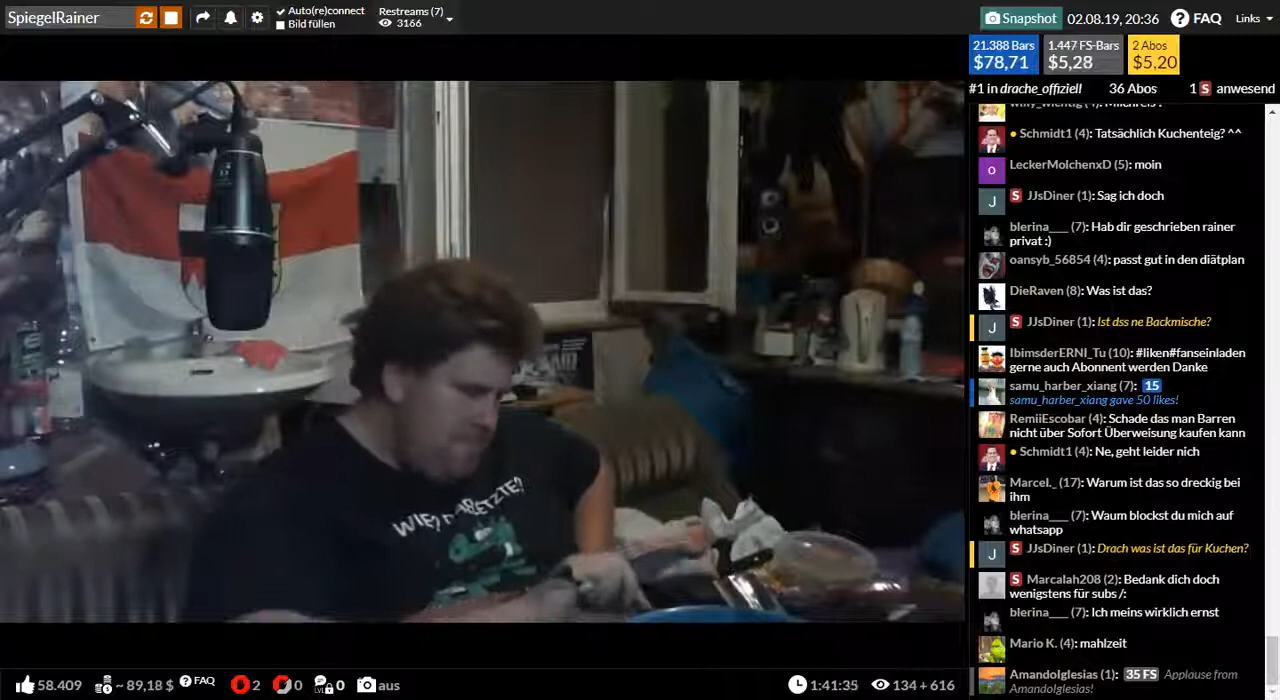 SpiegelRainer
Auto(re)connect
Bild füllen
Restreams (7)
3166
Snapshot
02.08.19, 20:36
FAQ
Links
21.388 Bars
$78,71
1.447 FS-Bars
$5,28
2 Abos
$5,20
#1 in drache_offiziell
36 Abos
1 S anwesend
willy_wichtig (4): Milchreis?
Schmidt1 (4): Tatsächlich Kuchenteig? ^^
LeckerMolchenxD (5): moin
S JJsDiner (1): Sag ich doch
blerina___ (7): Hab dir geschrieben rainer
privat :)
oansyb_56854 (4): passt gut in den diätplan
DieRaven (8): Was ist das?
S JJsDiner (1): Ist dss ne Backmische?
IbimsderERNI_Tu (10): #liken#fanseinladen
gerne auch Abonnent werden Danke
samu_harber_xiang (7): 15
samu_harber_xiang gave 50 likes!
RemiiEscobar (4): Schade das man Barren
nicht über Sofort Überweisung kaufen kann
Schmidt1 (4): Ne, geht leider nich
Marcel._ (17): Warum ist das so dreckig bei
ihm
blerina___ (7): Waum blockst du mich auf
whatsapp
S JJsDiner (1): Drach was ist das für Kuchen?
S Marcalah208 (2): Bedank dich doch
wenigstens für subs /:
blerina___ (7): Ich meins wirklich ernst
Mario K. (4): mahlzeit
AmandoIglesias (1): 35 FS Applause from
AmandoIglesias!
WIE?
58.409
~ 89,18 $
FAQ
2
0
LVL
0
aus
1:41:35
134 + 616